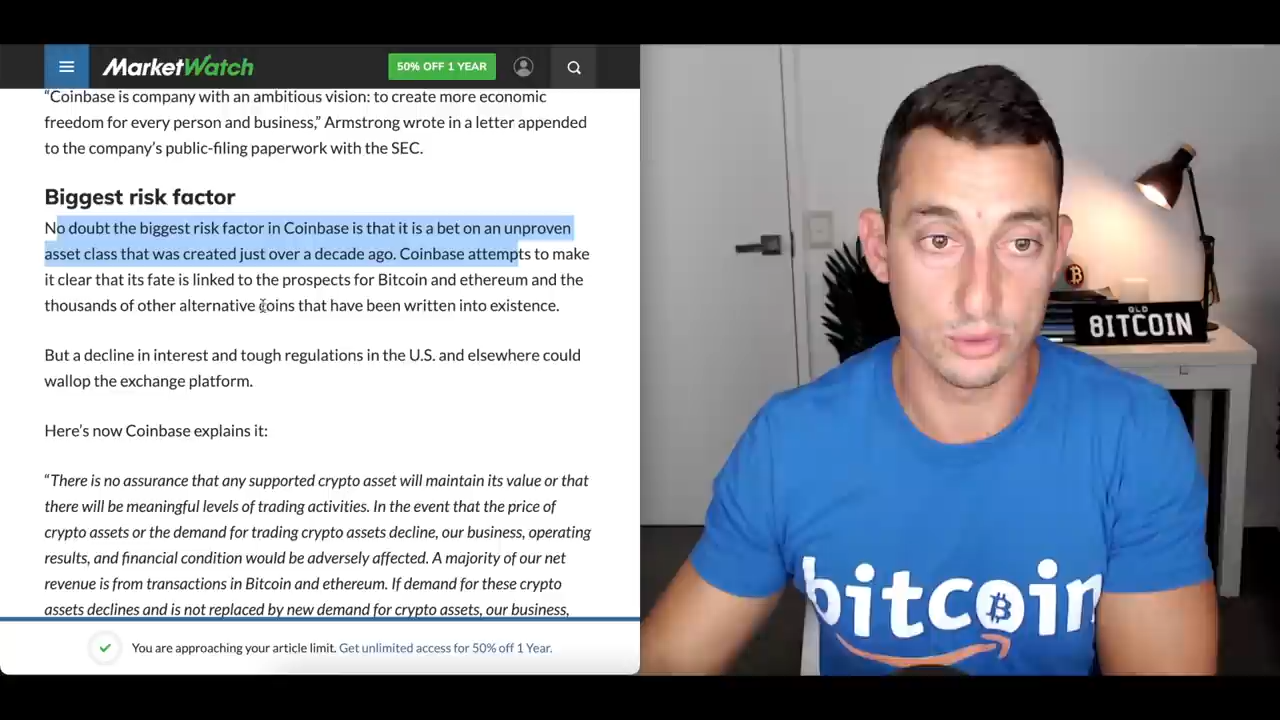 MarketWatch
50% OFF 1 YEAR
“Coinbase is company with an ambitious vision: to create more economic
freedom for every person and business,” Armstrong wrote in a letter appended
to the company’s public-filing paperwork with the SEC.
Biggest risk factor
No doubt the biggest risk factor in Coinbase is that it is a bet on an unproven
asset class that was created just over a decade ago. Coinbase attempts to make
it clear that its fate is linked to the prospects for Bitcoin and ethereum and the
thousands of other alternative coins that have been written into existence.
But a decline in interest and tough regulations in the U.S. and elsewhere could
wallop the exchange platform.
Here’s now Coinbase explains it:
“There is no assurance that any supported crypto asset will maintain its value or that
there will be meaningful levels of trading activities. In the event that the price of
crypto assets or the demand for trading crypto assets decline, our business, operating
results, and financial condition would be adversely affected. A majority of our net
revenue is from transactions in Bitcoin and ethereum. If demand for these crypto
assets declines and is not replaced by new demand for crypto assets, our business,
You are approaching your article limit. Get unlimited access for 50% off 1 Year.
QLD
8ITCOIN
bitcoin